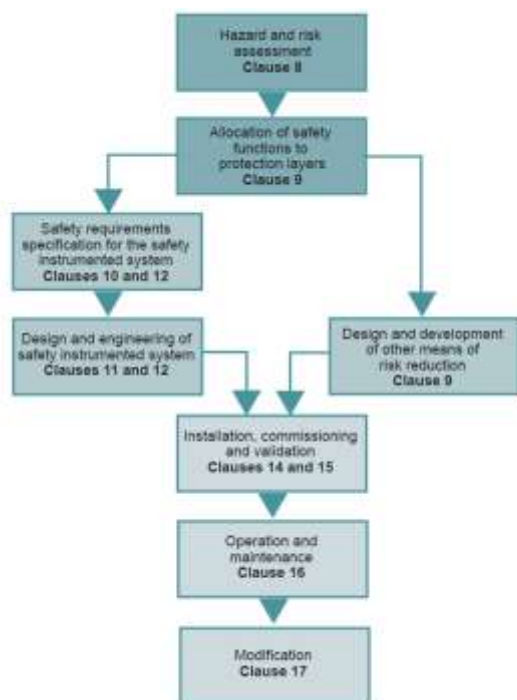 Hazard and risk
assessment
Clause 8
Allocation of safety
functions to
protection layers
Clause 9
Safety requirements
specification for the safety
instrumented system
Clauses 10 and 12
Design and engineering of
safety instrumented system
Clauses 11 and 12
Design and development
of other means of
risk reduction
Clause 9
Installation, commissioning
and validation
Clauses 14 and 15
Operation and
maintenance
Clause 16
Modification
Clause 17